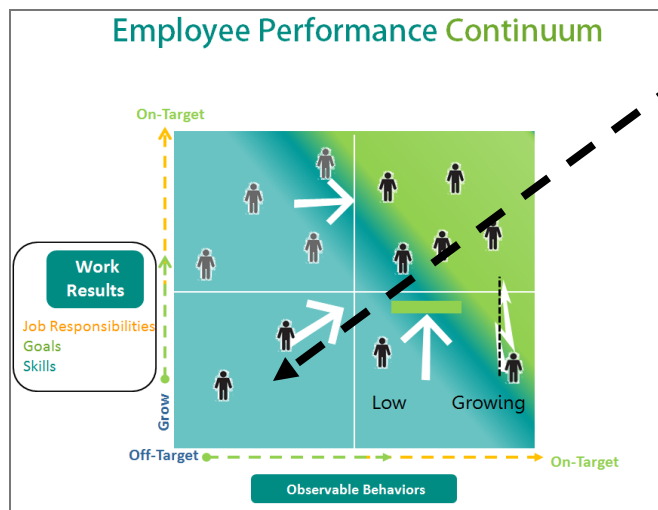 Employee Performance Continuum
On-Target
Work
Results
Job Responsibilities
Goals
Skills
Grow
Low
Growing
Off-Target
On-Target
Observable Behaviors